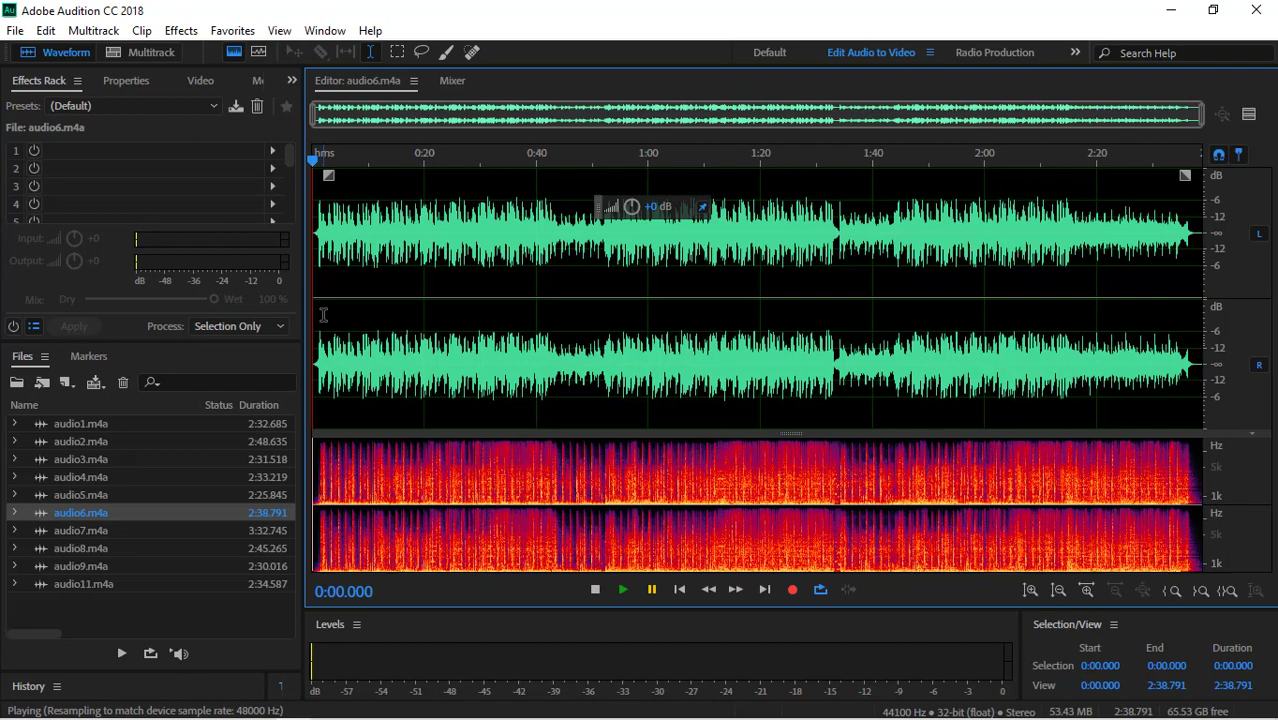 Au Adobe Audition CC 2018
File Edit Multitrack Clip Effects Favorites View Window Help
Waveform Multitrack Default Edit Audio to Video Radio Production Search Help
Effects Rack Properties Video
Editor: audio6.m4a Mixer
Presets: (Default)
File: audio6.m4a
hms 0:20 0:40 1:00 1:20 1:40 2:00 2:20
1
2
3
4
dB
-6
-12
-∞
-12
-6
L
+0 dB
Input: +0
Output: +0
dB -48 -36 -24 -12 0
Mix: Dry Wet 100 %
Apply Process: Selection Only
dB
-6
-12
-∞
-12
-6
R
Files Markers
Name Status Duration
audio1.m4a 2:32.685
audio2.m4a 2:48.635
audio3.m4a 2:31.518
audio4.m4a 2:33.219
audio5.m4a 2:25.845
audio6.m4a 2:38.791
audio7.m4a 3:32.745
audio8.m4a 2:45.265
audio9.m4a 2:30.016
audio11.m4a 2:34.587
Hz
5k
1k
Hz
5k
1k
0:00.000
Levels
dB -57 -54 -51 -48 -45 -42 -39 -36 -33 -30 -27 -24 -21 -18 -15 -12 -9 -6 -3 0
Selection/View
Start End Duration
Selection 0:00.000 0:00.000 0:00.000
View 0:00.000 2:38.791 2:38.791
History
Playing (Resampling to match device sample rate: 48000 Hz)
44100 Hz ● 32-bit (float) ● Stereo 53.43 MB 2:38.791 65.53 GB free